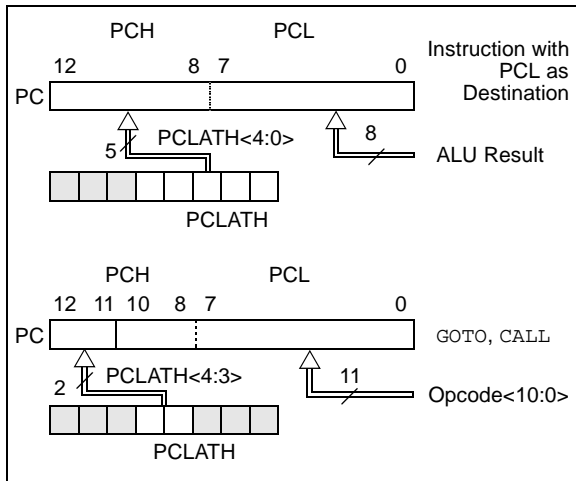 PCH PCL
12 8 7 0
Instruction with
PCL as
Destination
PC
5 PCLATH<4:0> 8
ALU Result
PCLATH
PCH PCL
12 11 10 8 7 0
PC
GOTO, CALL
2 PCLATH<4:3> 11
Opcode<10:0>
PCLATH